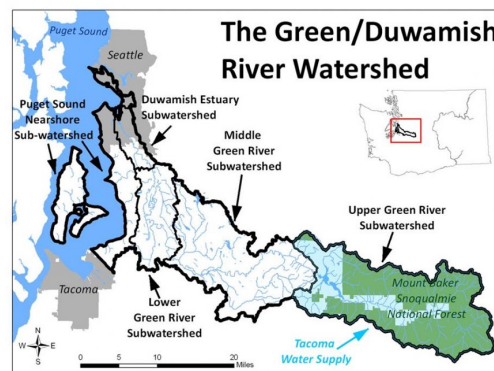 The Green/Duwamish
River Watershed
Puget Sound
Seattle
Puget Sound
Nearshore
Sub-watershed
Duwamish Estuary
Subwatershed
Middle
Green River
Subwatershed
Upper Green River
Subwatershed
Mount Baker
Snoqualmie
National Forest
Tacoma
Lower
Green River
Subwatershed
Tacoma
Water Supply
N
W
E
S
0
5
10
20
Miles